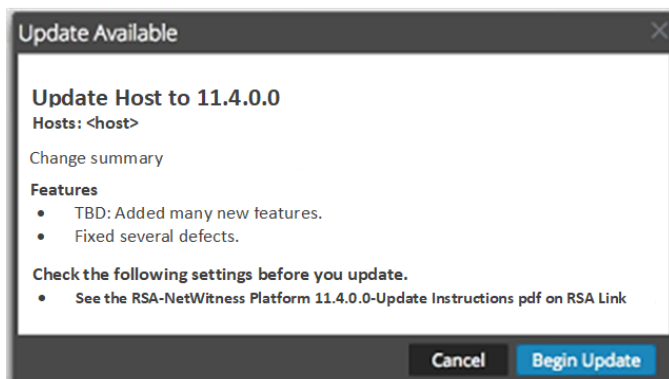 Update Available
Update Host to 11.4.0.0
Hosts: <host>
Change summary
Features
• TBD: Added many new features.
• Fixed several defects.
Check the following settings before you update.
• See the RSA-NetWitness Platform 11.4.0.0-Update Instructions pdf on RSA Link
Cancel Begin Update